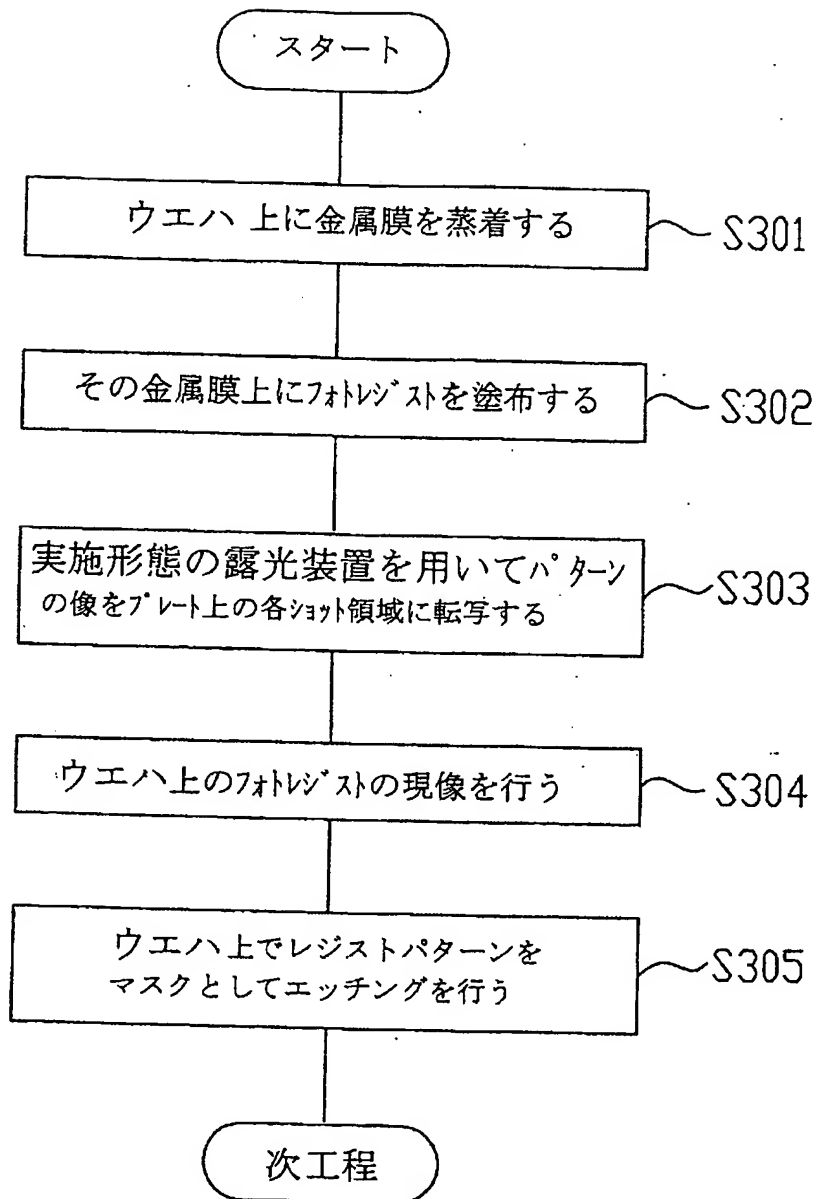 スタート
ウエハ上に金属膜を蒸着する
S301
その金属膜上にフォトレジストを塗布する
S302
実施形態の露光装置を用いてパターン
の像をプレート上の各ショット領域に転写する
S303
ウエハ上のフォトレジストの現像を行う
S304
ウエハ上でレジストパターンを
マスクとしてエッチングを行う
S305
次工程